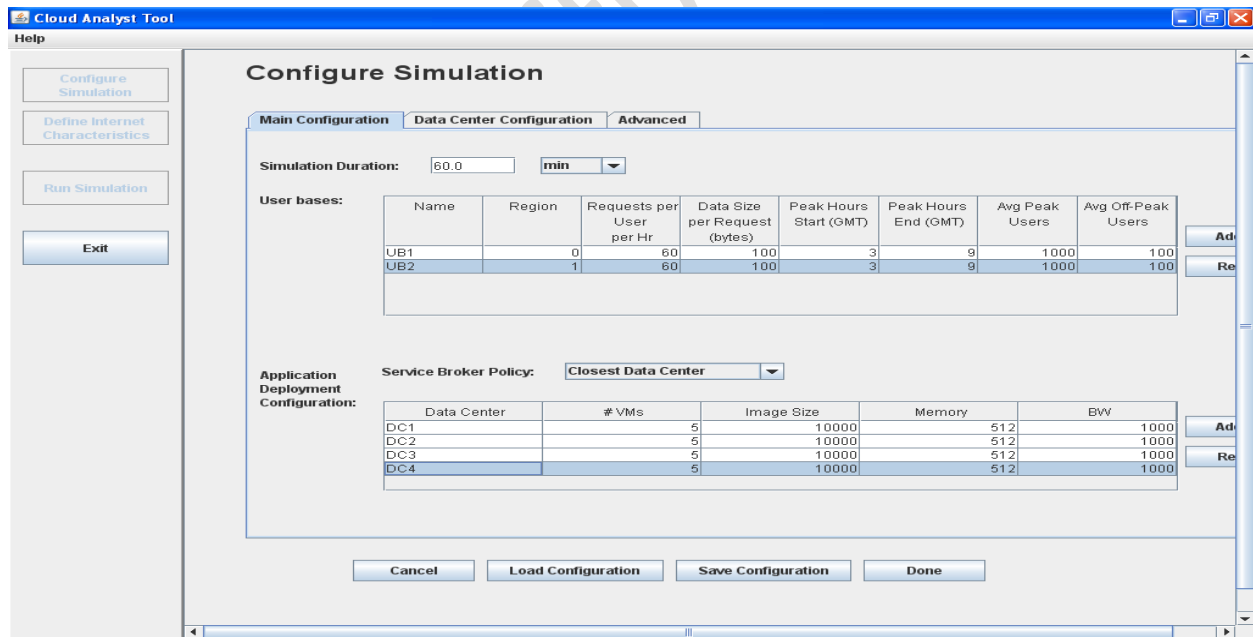 Cloud Analyst Tool
Help
Configure Simulation
Define Internet Characteristics
Run Simulation
Exit
Configure Simulation
Main Configuration Data Center Configuration Advanced
Simulation Duration: 60.0 min
User bases:
Name Region Requests per User per Hr Data Size per Request (bytes) Peak Hours Start (GMT) Peak Hours End (GMT) Avg Peak Users Avg Off-Peak Users
UB1 0 60 100 3 9 1000 100
UB2 1 60 100 3 9 1000 100
Ad
Re
Application Deployment Configuration:
Service Broker Policy: Closest Data Center
Data Center # VMs Image Size Memory BW
DC1 5 10000 512 1000
DC2 5 10000 512 1000
DC3 5 10000 512 1000
DC4 5 10000 512 1000
Ad
Re
Cancel Load Configuration Save Configuration Done